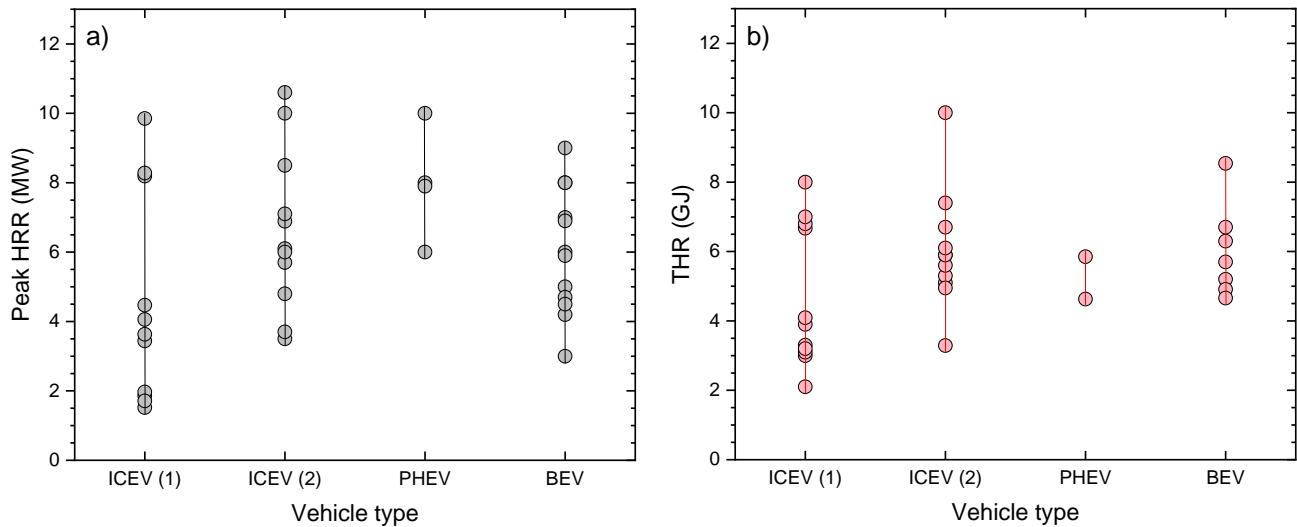 a)
Peak HRR (MW)
12
10
8
6
4
2
0
ICEV (1) ICEV (2) PHEV BEV
Vehicle type
b)
THR (GJ)
12
10
8
6
4
2
0
ICEV (1) ICEV (2) PHEV BEV
Vehicle type